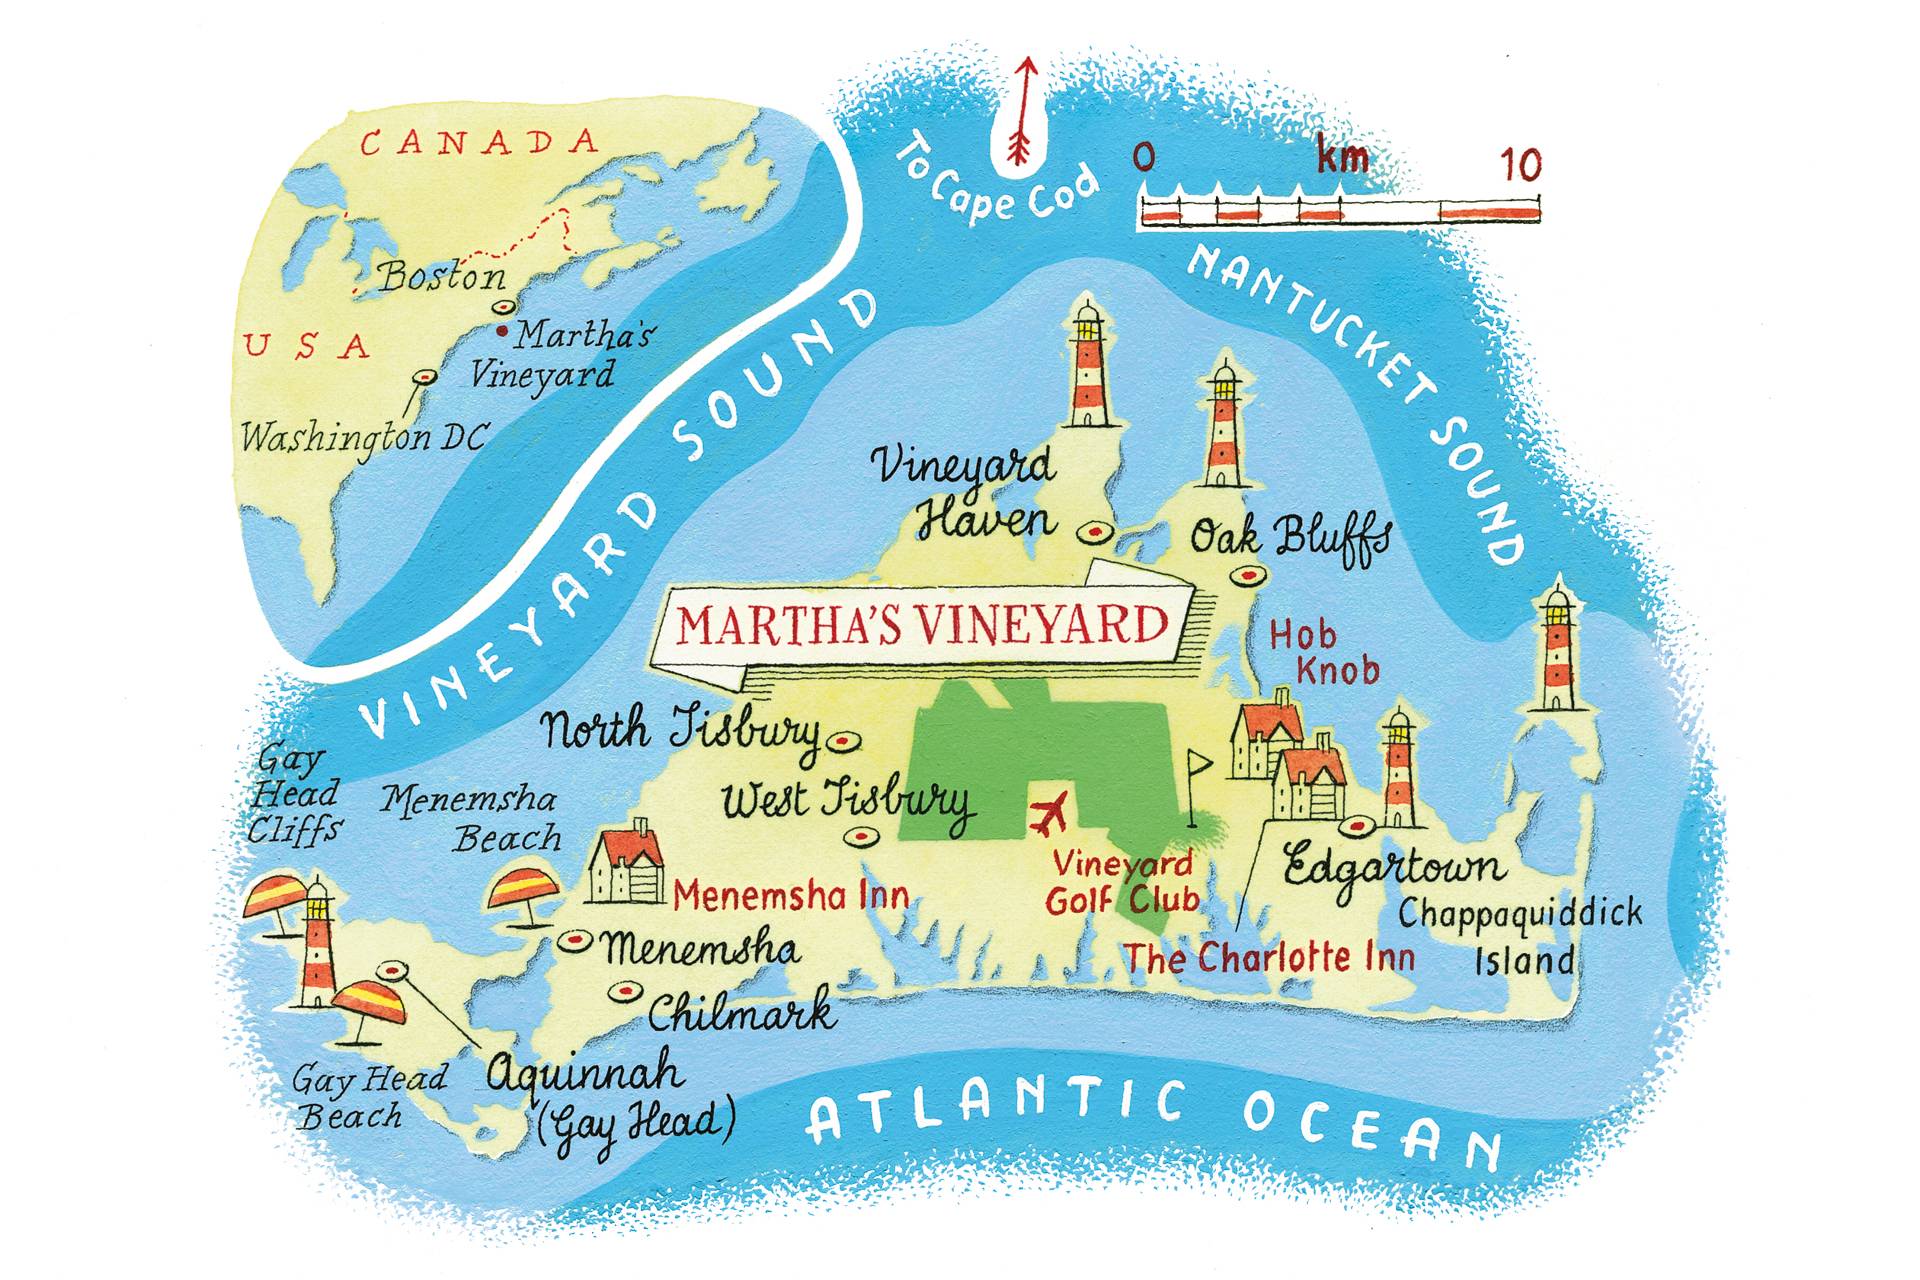 CANADA
Boston
USA
Martha's
Vineyard
Washington DC
To Cape Cod
0 km 10
VINEYARD SOUND
NANTUCKET SOUND
Vineyard
Haven
Oak Bluffs
MARTHA'S VINEYARD
Hob
Knob
North Tisbury
West Tisbury
Gay
Head
Cliffs
Menemsha
Beach
Menemsha Inn
Vineyard
Golf Club
Edgartown
Chappaquiddick
Island
The Charlotte Inn
Menemsha
Chilmark
Gay Head
Beach
Aquinnah
(Gay Head)
ATLANTIC OCEAN